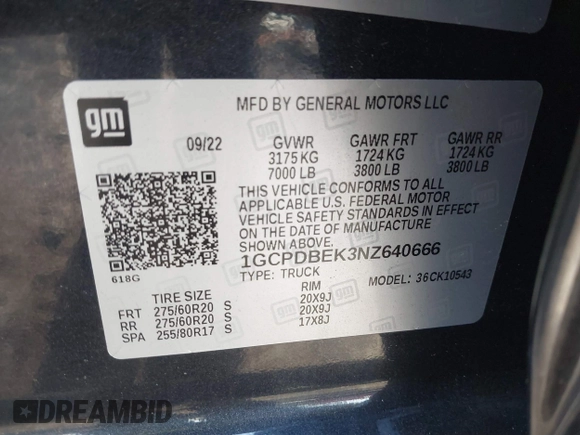 gm
MFD BY GENERAL MOTORS LLC
09/22
GVWR GAWR FRT GAWR RR
3175 KG 1724 KG 1724 KG
7000 LB 3800 LB 3800 LB
THIS VEHICLE CONFORMS TO ALL
APPLICABLE U.S. FEDERAL MOTOR
VEHICLE SAFETY STANDARDS IN EFFECT
ON THE DATE OF MANUFACTURE
SHOWN ABOVE.
1GCPDBEK3NZ640666
TYPE: TRUCK MODEL: 36CK10543
618G
TIRE SIZE RIM
FRT 275/60R20 S 20X9J
RR 275/60R20 S 20X9J
SPA 255/80R17 S 17X8J
DREAMBID